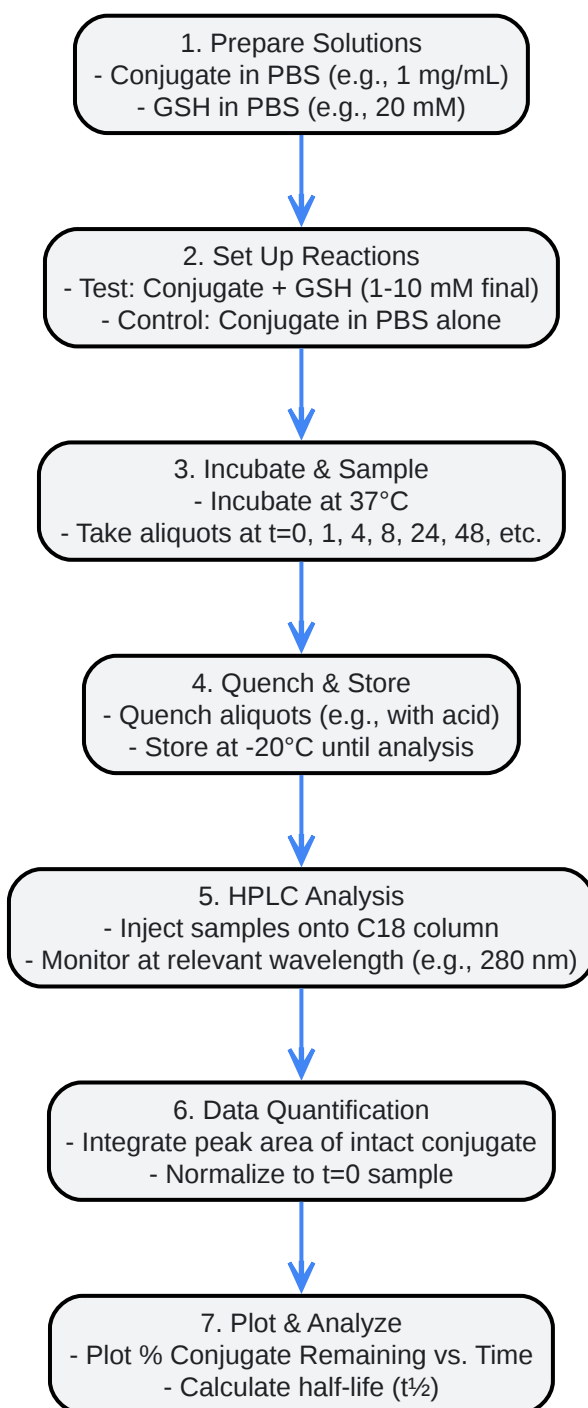 1. Prepare Solutions
- Conjugate in PBS (e.g., 1 mg/mL)
- GSH in PBS (e.g., 20 mM)
2. Set Up Reactions
- Test: Conjugate + GSH (1-10 mM final)
- Control: Conjugate in PBS alone
3. Incubate & Sample
- Incubate at 37°C
- Take aliquots at t=0, 1, 4, 8, 24, 48, etc.
4. Quench & Store
- Quench aliquots (e.g., with acid)
- Store at -20°C until analysis
5. HPLC Analysis
- Inject samples onto C18 column
- Monitor at relevant wavelength (e.g., 280 nm)
6. Data Quantification
- Integrate peak area of intact conjugate
- Normalize to t=0 sample
7. Plot & Analyze
- Plot % Conjugate Remaining vs. Time
- Calculate half-life (t½)